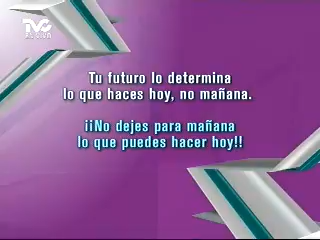 TVC
Tu futuro lo determina
lo que haces hoy, no mañana.
¡¡No dejes para mañana
lo que puedes hacer hoy!!